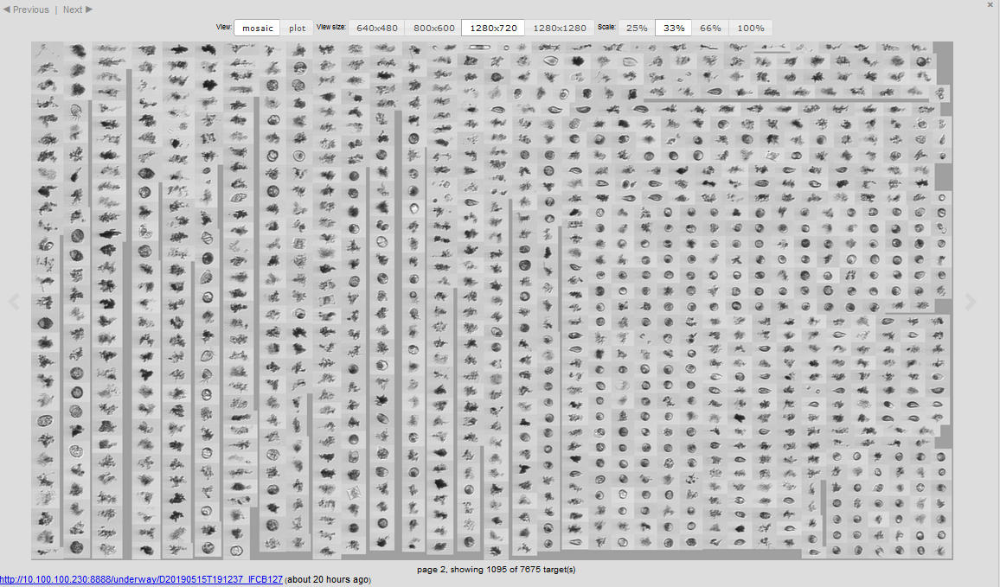 ◀ Previous | Next ▶
×
View: mosaic plot View size: 640x480 800x600 1280x720 1280x1280 Scale: 25% 33% 66% 100%
page 2, showing 1095 of 7675 target(s)
http://10.100.100.230:8888/underway/D20190515T191237_IFCB127 (about 20 hours ago)